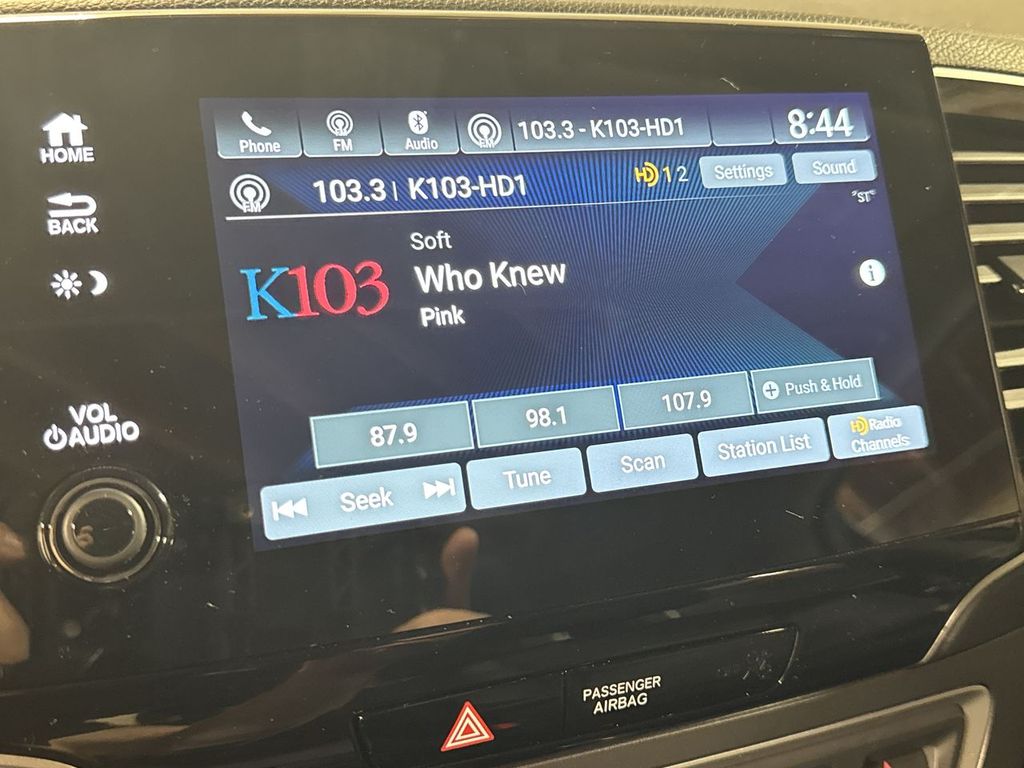 HOME
BACK
VOL
AUDIO
Phone
FM
Audio
FM
103.3 - K103-HD1
8:44
FM
103.3 | K103-HD1
HD 1 2
Settings
Sound
"ST"
K103
Soft
Who Knew
Pink
i
87.9
98.1
107.9
+ Push & Hold
Seek
Tune
Scan
Station List
HD Radio
Channels
PASSENGER
AIRBAG